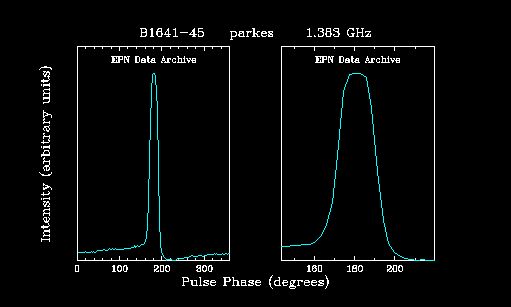 B1641-45 parkes 1.383 GHz
EPN Data Archive EPN Data Archive
Intensity (arbitrary units)
0 100 200 300 160 180 200
Pulse Phase (degrees)